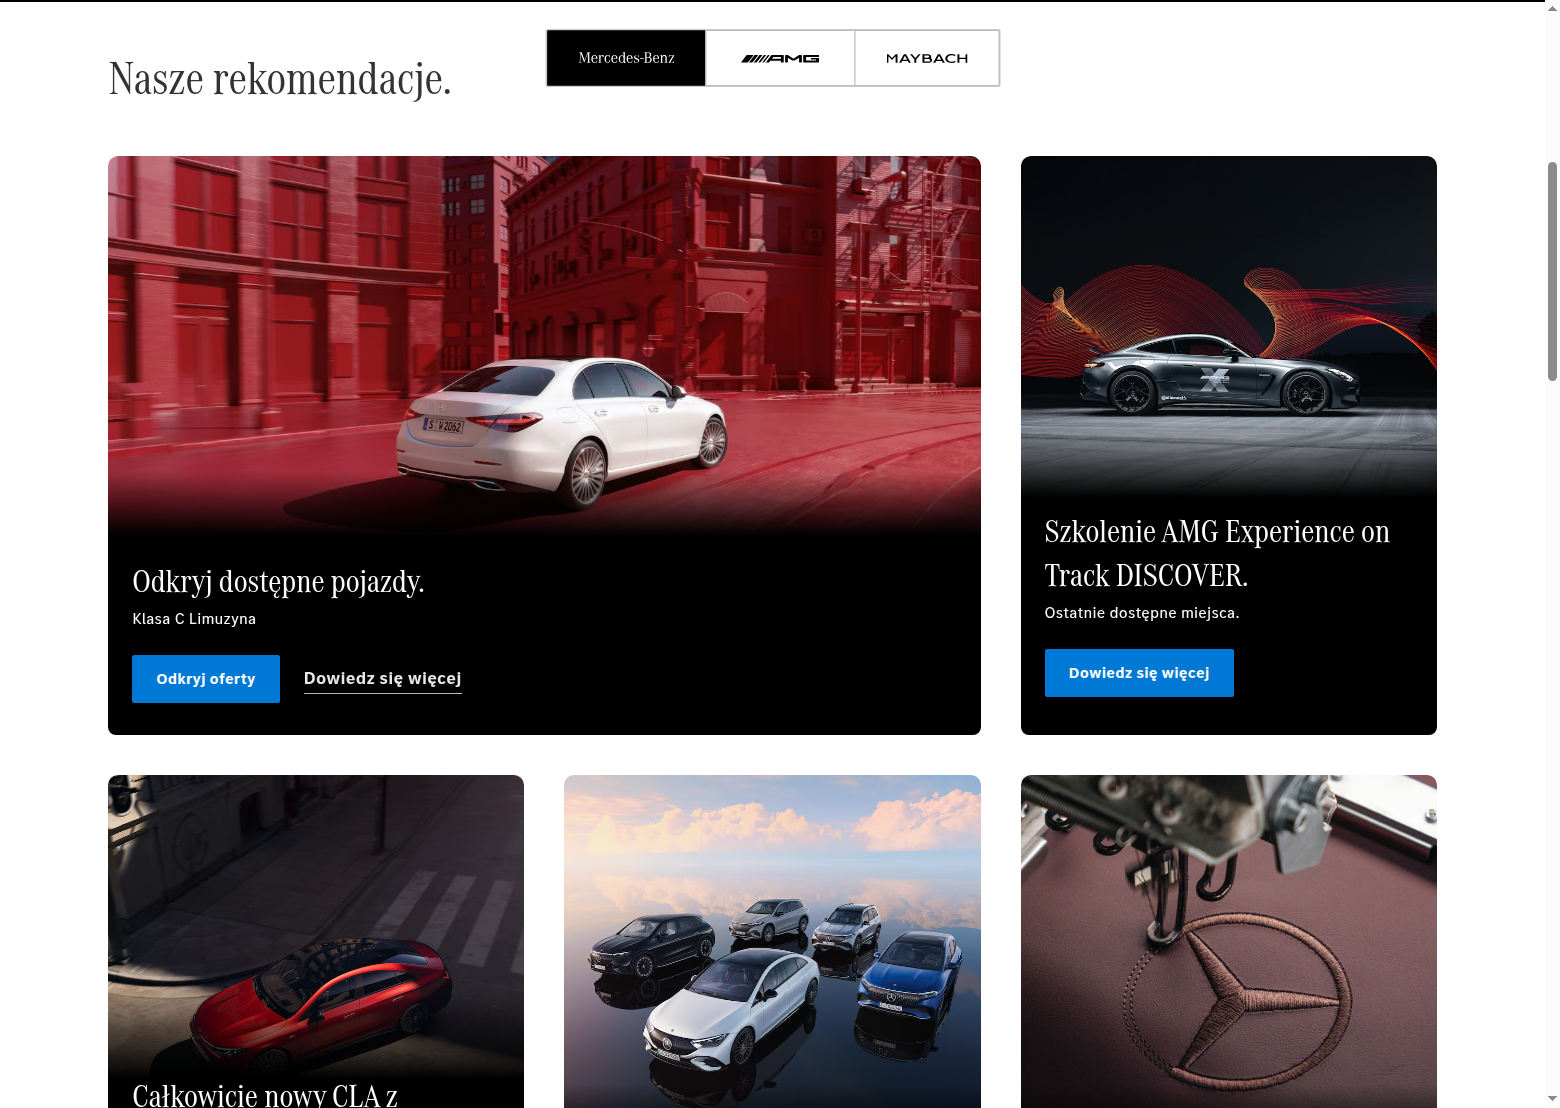 Nasze rekomendacje.
Mercedes-Benz
AMG
MAYBACH
S W 2062
Odkryj dostępne pojazdy.
Klasa C Limuzyna
Odkryj oferty
Dowiedz się więcej
Szkolenie AMG Experience on
Track DISCOVER.
Ostatnie dostępne miejsca.
Dowiedz się więcej
Całkowicie nowy CLA z